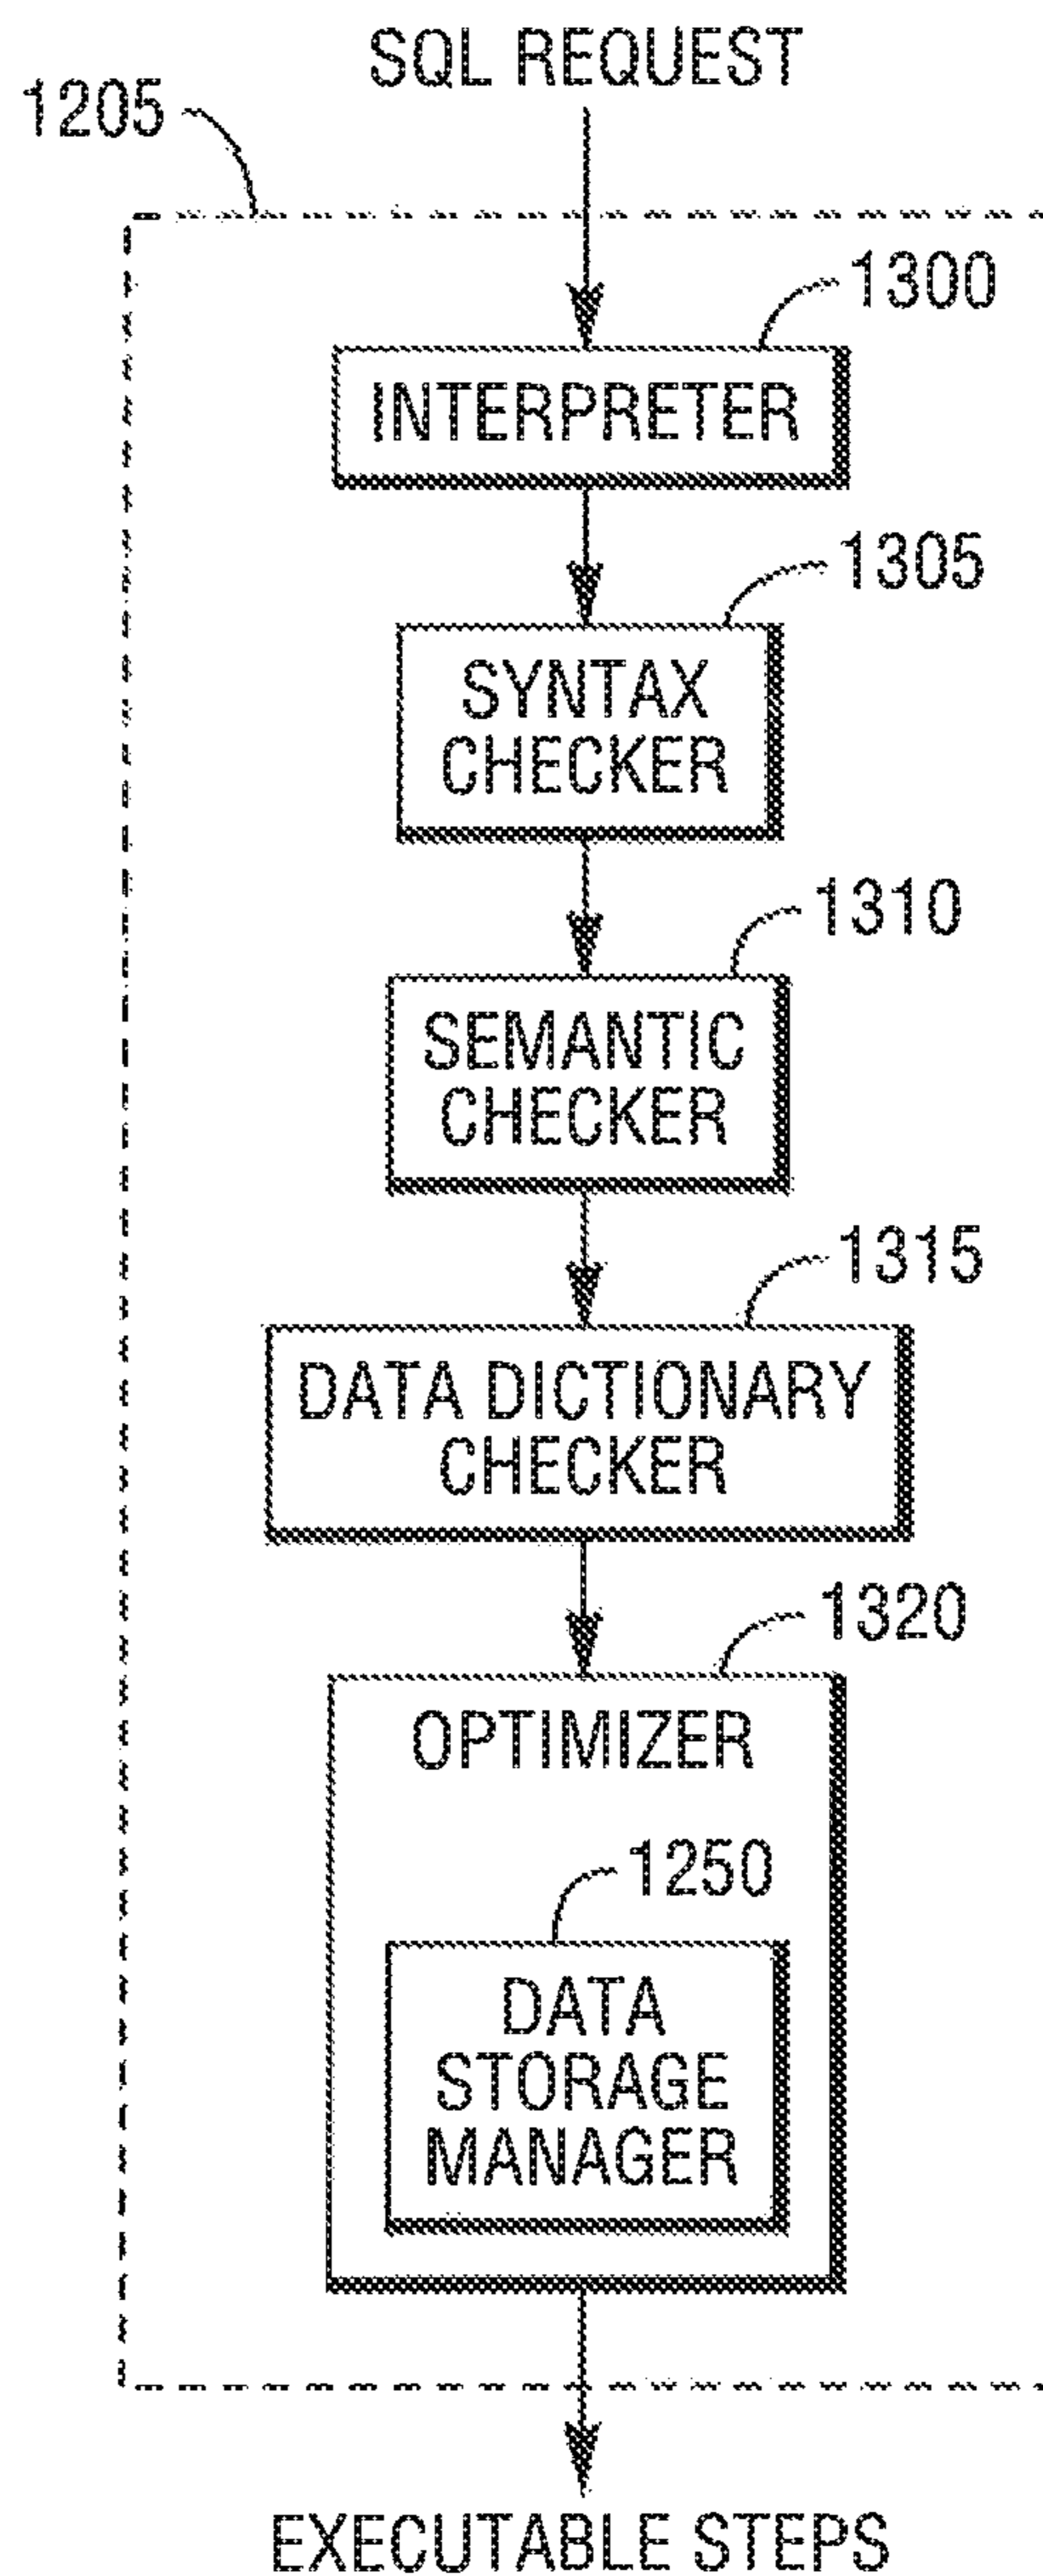 SQL REQUEST
1205
1300
INTERPRETER
1305
SYNTAX
CHECKER
1310
SEMANTIC
CHECKER
1315
DATA DICTIONARY
CHECKER
1320
OPTIMIZER
1250
DATA
STORAGE
MANAGER
EXECUTABLE STEPS